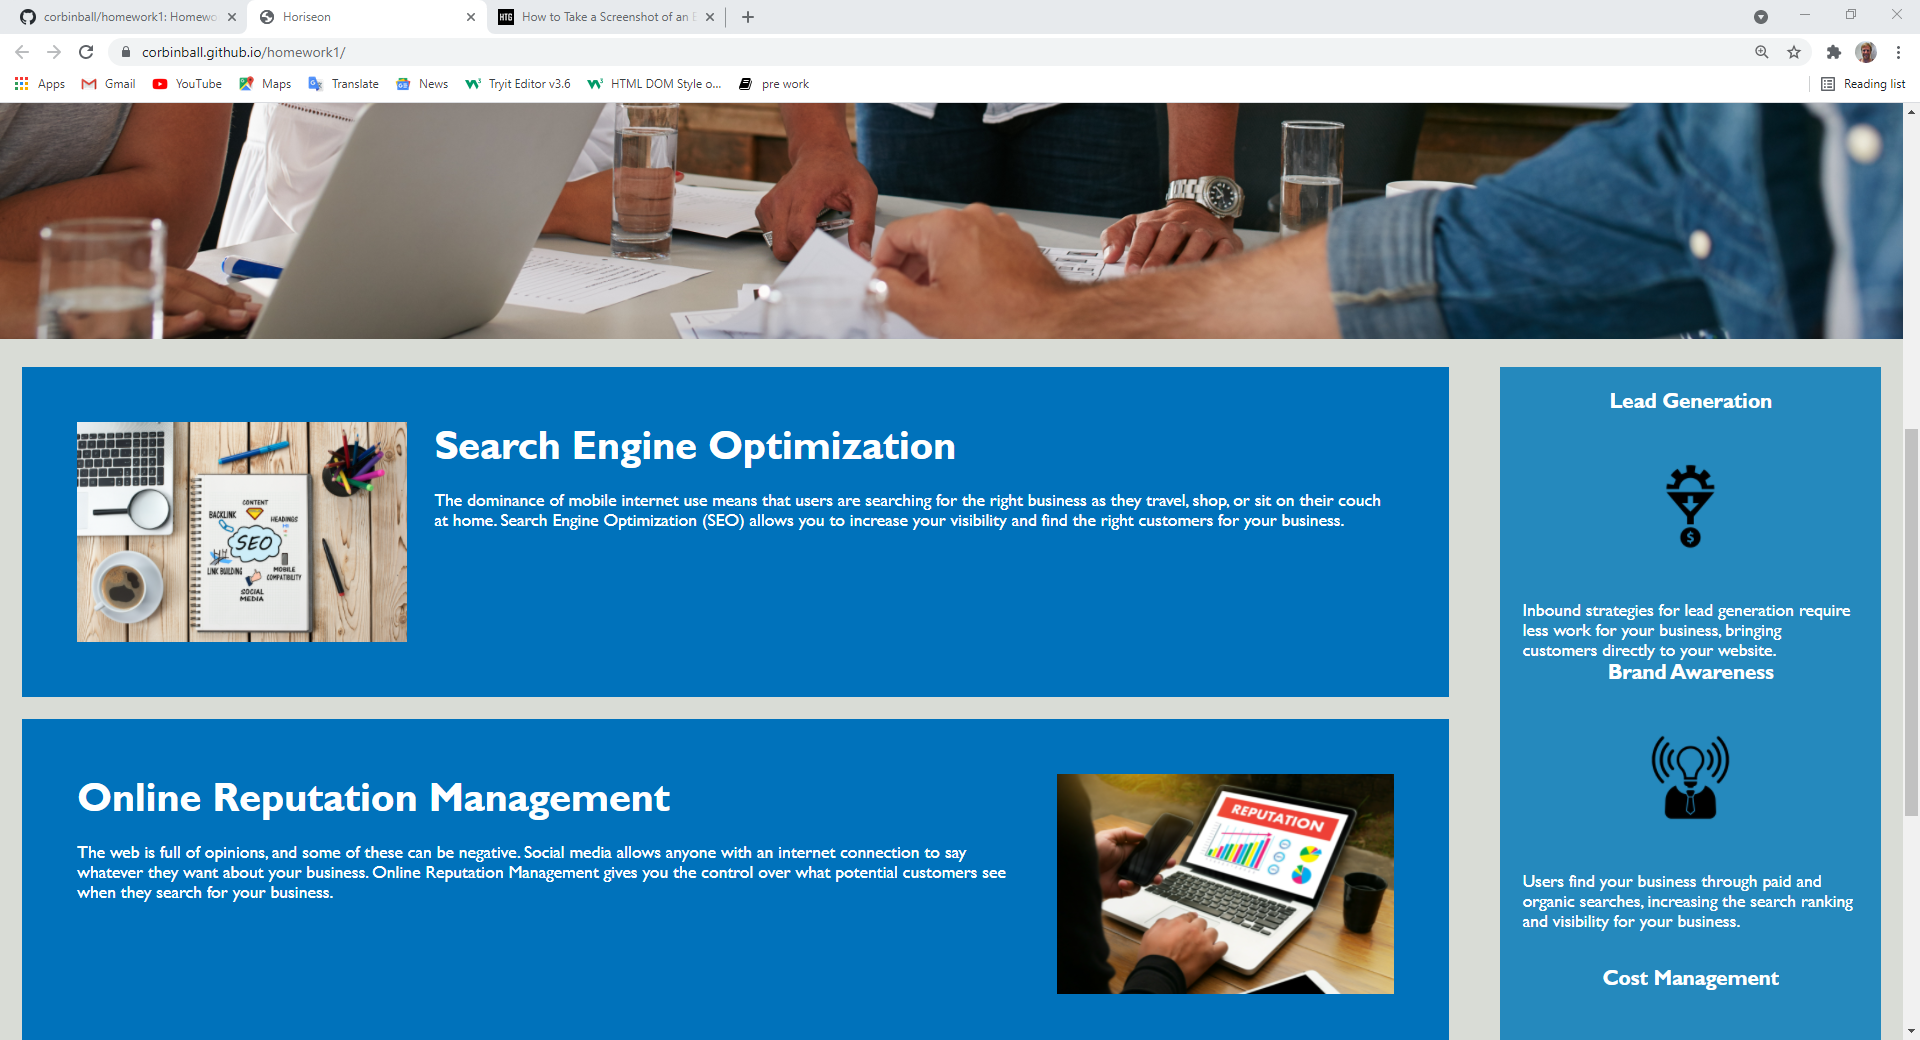 corbinball/homework1: Homewo
Horiseon
How to Take a Screenshot of an E
corbinball.github.io/homework1/
Apps
Gmail
YouTube
Maps
Translate
News
Tryit Editor v3.6
HTML DOM Style o...
pre work
Reading list
Search Engine Optimization
The dominance of mobile internet use means that users are searching for the right business as they travel, shop, or sit on their couch
at home. Search Engine Optimization (SEO) allows you to increase your visibility and find the right customers for your business.
CONTENT
BACKLINK
HEADINGS
SEO
LINK BUILDING
MOBILE
COMPATIBILITY
SOCIAL
MEDIA
Online Reputation Management
The web is full of opinions, and some of these can be negative. Social media allows anyone with an internet connection to say
whatever they want about your business. Online Reputation Management gives you the control over what potential customers see
when they search for your business.
REPUTATION
Lead Generation
$
Inbound strategies for lead generation require
less work for your business, bringing
customers directly to your website.
Brand Awareness
Users find your business through paid and
organic searches, increasing the search ranking
and visibility for your business.
Cost Management